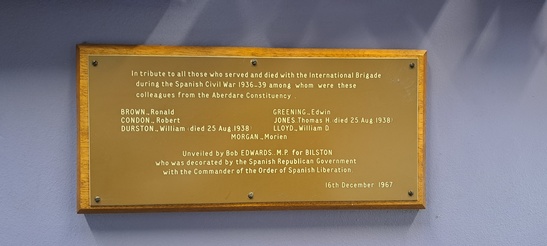 In tribute to all those who served and died with the International Brigade
during the Spanish Civil War 1936-39 among whom were these
colleagues from the Aberdare Constituency
BROWN, Ronald GREENING, Edwin
CONDON, Robert JONES Thomas H. (died 25 Aug 1938)
DURSTON, William (died 25 Aug 1938) LLOYD, William D
MORGAN, Morien
Unveiled by Bob EDWARDS. M.P. for BILSTON
who was decorated by the Spanish Republican Government
with the Commander of the Order of Spanish Liberation
16th December 1967